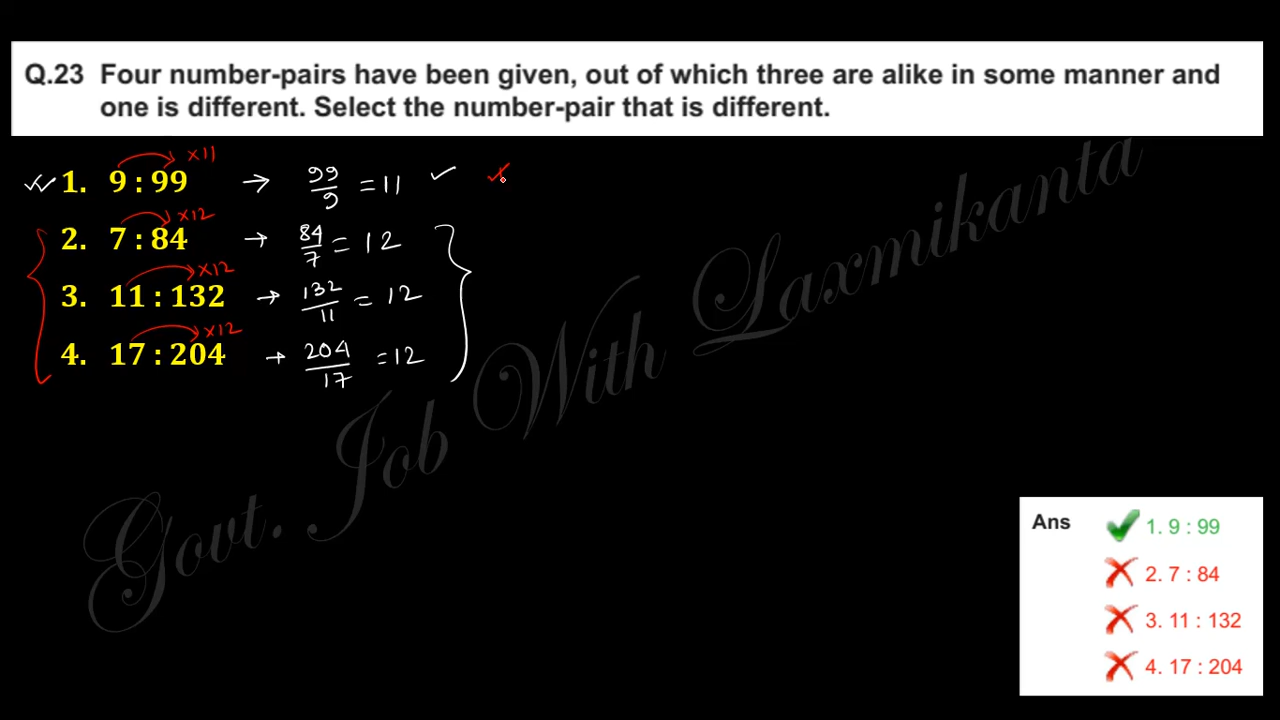 Q.23 Four number-pairs have been given, out of which three are alike in some manner and
one is different. Select the number-pair that is different.
×11
1. 9 : 99 → 99/9 = 11
×12
2. 7 : 84 → 84/7 = 12
×12
3. 11 : 132 → 132/11 = 12
×12
4. 17 : 204 → 204/17 = 12
Govt. Job With Laxmikanta
Ans 1. 9 : 99
2. 7 : 84
3. 11 : 132
4. 17 : 204